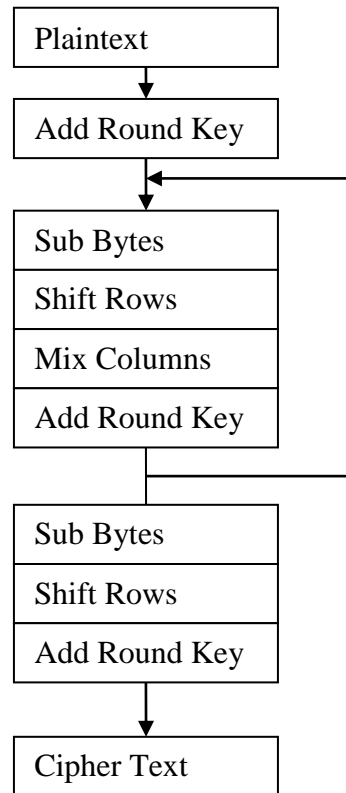 Plaintext
Add Round Key
Sub Bytes
Shift Rows
Mix Columns
Add Round Key
Sub Bytes
Shift Rows
Add Round Key
Cipher Text